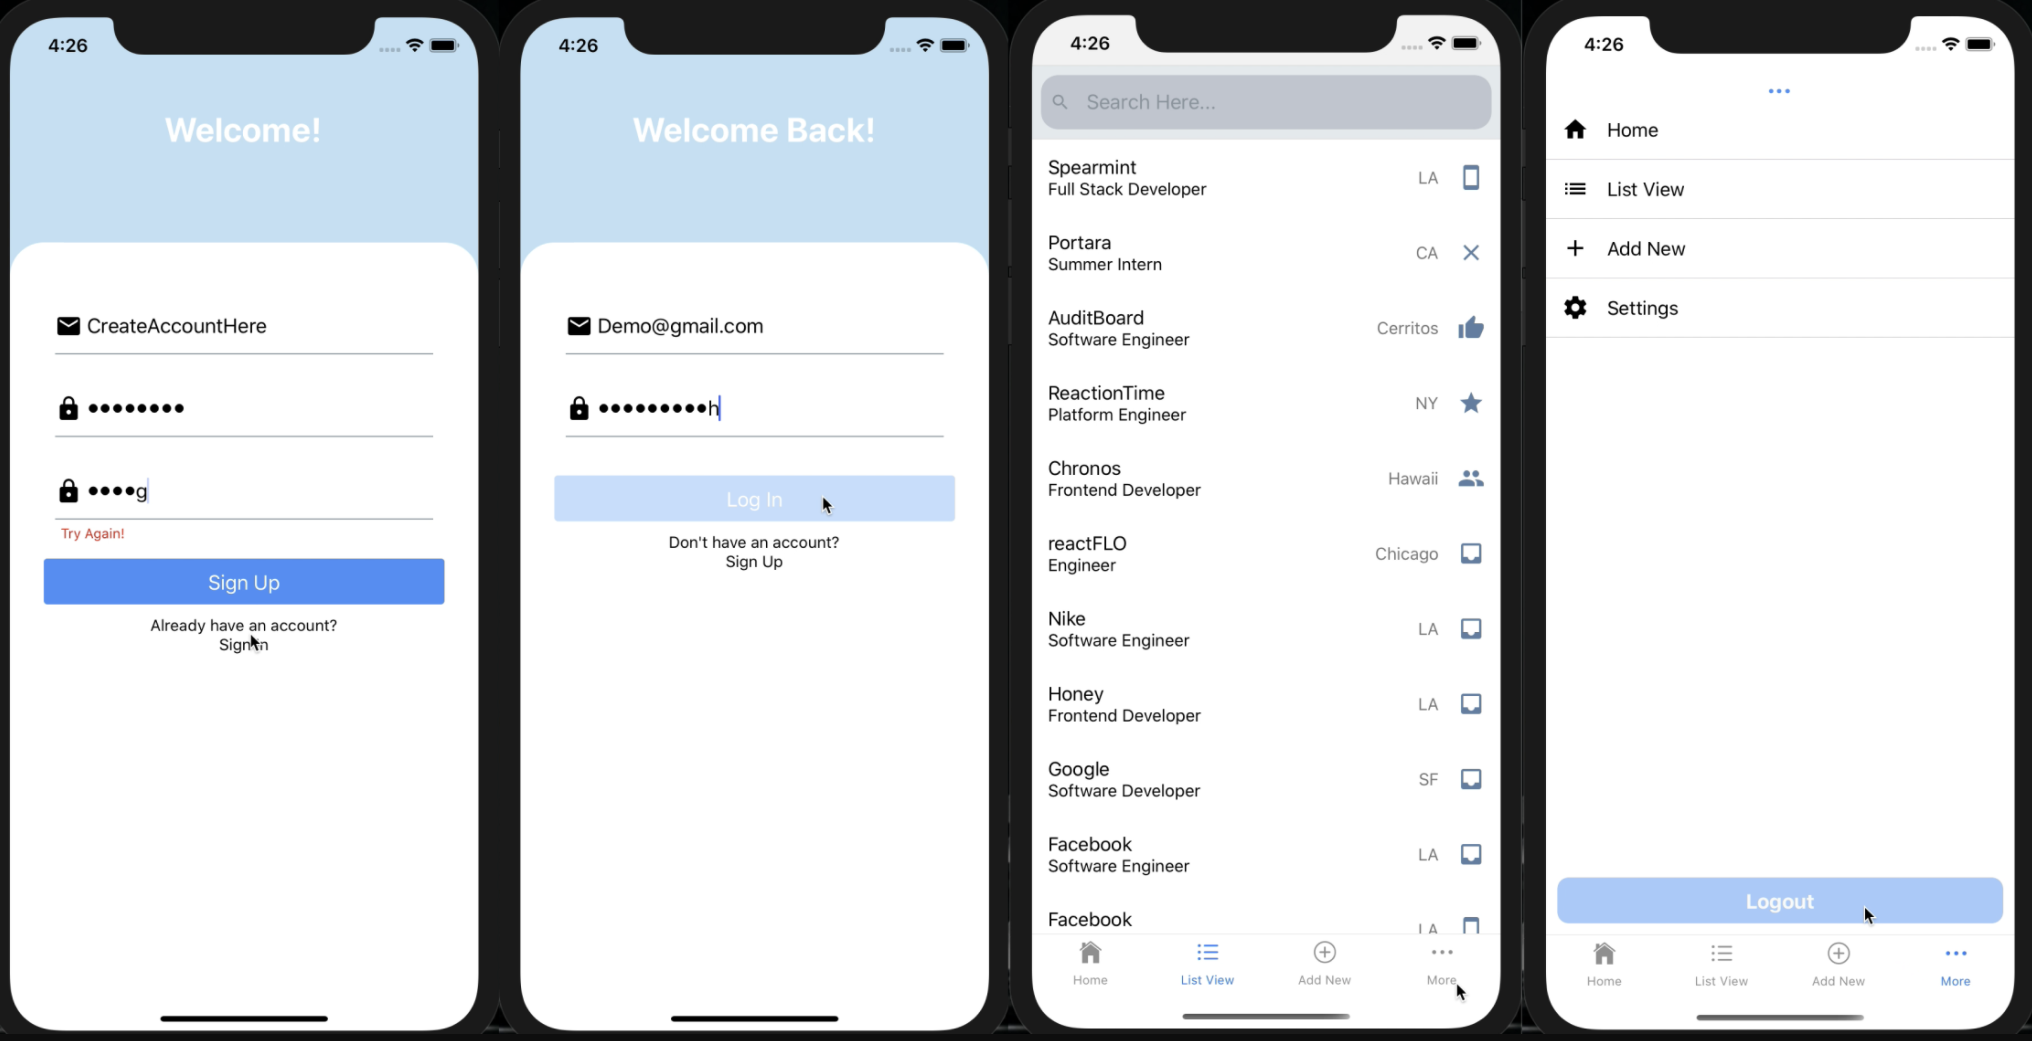 4:26
Welcome!
CreateAccountHere
••••••••
••••g
Try Again!
Sign Up
Already have an account?
Sign In
4:26
Welcome Back!
Demo@gmail.com
•••••••••h
Log In
Don't have an account?
Sign Up
4:26
Search Here...
Spearmint
Full Stack Developer
LA
Portara
Summer Intern
CA
AuditBoard
Software Engineer
Cerritos
ReactionTime
Platform Engineer
NY
Chronos
Frontend Developer
Hawaii
reactFLO
Engineer
Chicago
Nike
Software Engineer
LA
Honey
Frontend Developer
LA
Google
Software Developer
SF
Facebook
Software Engineer
LA
Facebook
LA
Home
List View
Add New
More
4:26
Home
List View
Add New
Settings
Logout
Home
List View
Add New
More